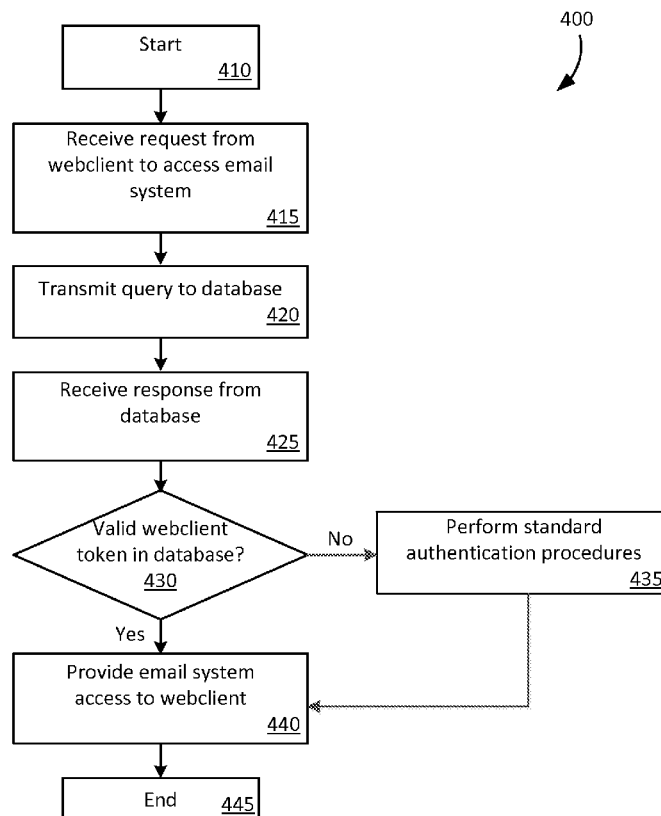 400
Start
410
Receive request from
webclient to access email
system
415
Transmit query to database
420
Receive response from
database
425
Valid webclient
token in database?
430
No
Perform standard
authentication procedures
435
Yes
Provide email system
access to webclient
440
End
445